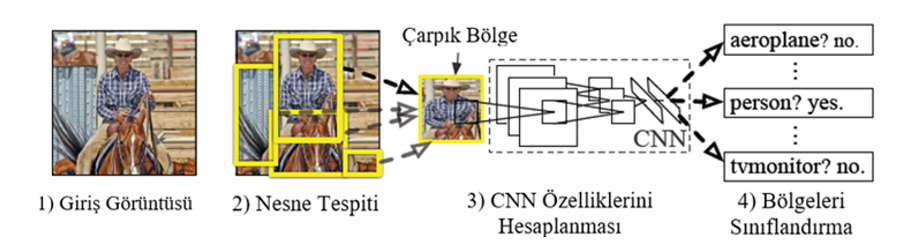 Çarpık Bölge
aeroplane? no.
person? yes.
CNN
tvmonitor? no.
1) Giriş Görüntüsü
2) Nesne Tespiti
3) CNN Özelliklerini
Hesaplanması
4) Bölgeleri
Sınıflandırma